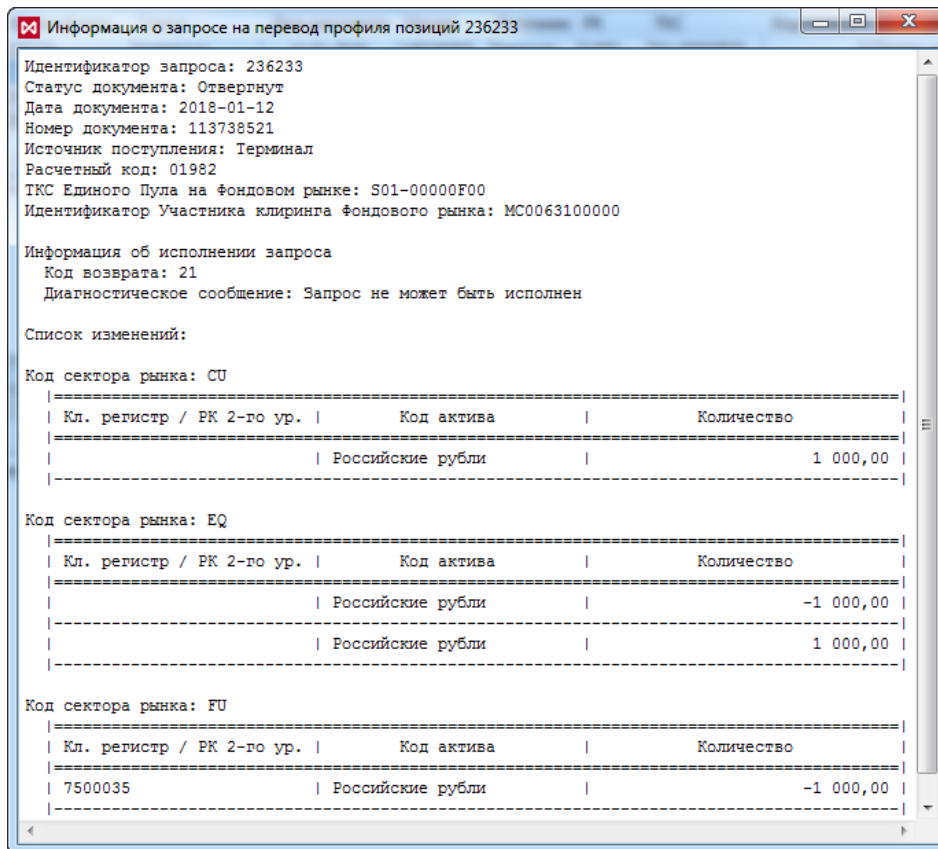 Информация о запросе на перевод профиля позиций 236233
Идентификатор запроса: 236233
Статус документа: Отвергнут
Дата документа: 2018-01-12
Номер документа: 113738521
Источник поступления: Терминал
Расчетный код: 01982
ТКС Единого Пула на Фондовом рынке: S01-00000F00
Идентификатор Участника клиринга Фондового рынка: MC0063100000
Информация об исполнении запроса
Код возврата: 21
Диагностическое сообщение: Запрос не может быть исполнен
Список изменений:
Код сектора рынка: CU
| Кл. регистр / РК 2-го ур. | Код актива | Количество |
| | Российские рубли | 1 000,00 |
Код сектора рынка: EQ
| Кл. регистр / РК 2-го ур. | Код актива | Количество |
| | Российские рубли | -1 000,00 |
| | Российские рубли | 1 000,00 |
Код сектора рынка: FU
| Кл. регистр / РК 2-го ур. | Код актива | Количество |
| 7500035 | Российские рубли | -1 000,00 |